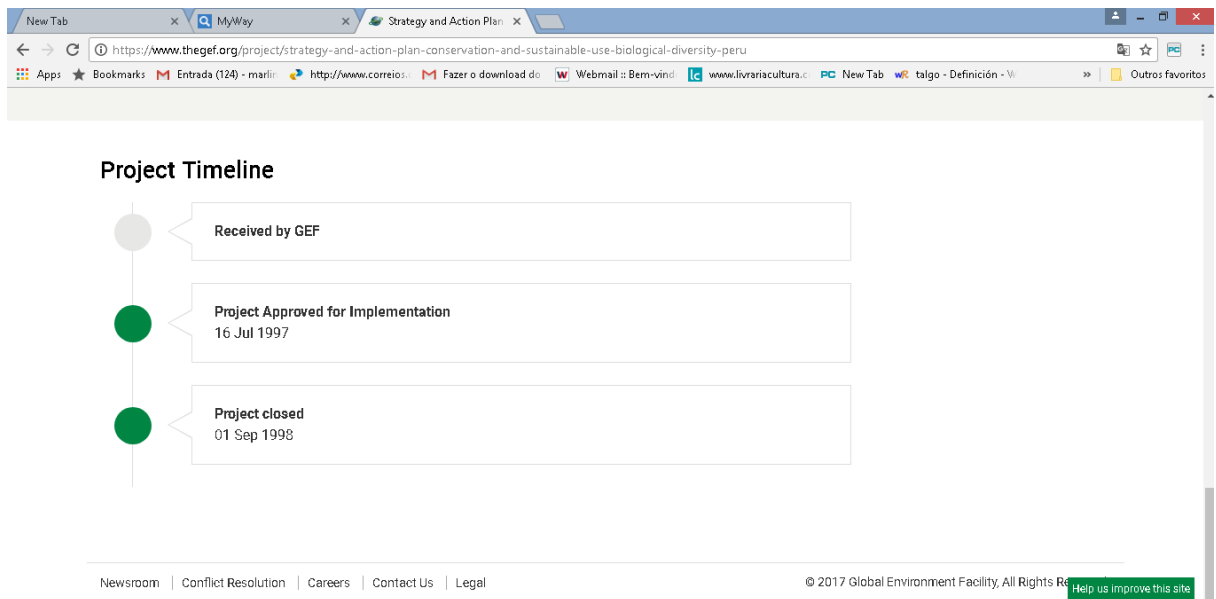 New Tab
MyWay
Strategy and Action Plan
https://www.thegef.org/project/strategy-and-action-plan-conservation-and-sustainable-use-biological-diversity-peru
Apps Bookmarks Entrada (124) - marlin http://www.correios. Fazer o download do Webmail :: Bem-vind www.livrariacultura.c PC New Tab wR talgo - Definición - » Outros favoritos
Project Timeline
Received by GEF
Project Approved for Implementation
16 Jul 1997
Project closed
01 Sep 1998
Newsroom | Conflict Resolution | Careers | Contact Us | Legal
© 2017 Global Environment Facility, All Rights
Help us improve this site